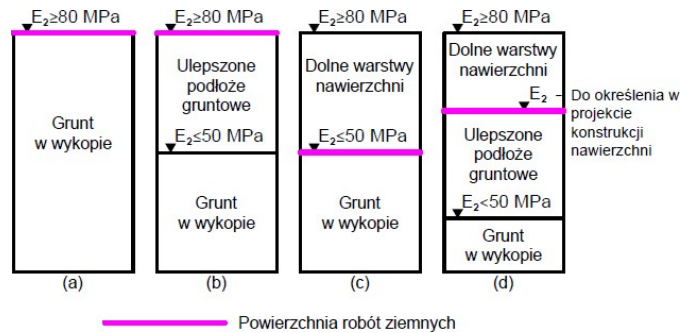 E₂≥80 MPa
Grunt
w wykopie
(a)
E₂≥80 MPa
Ulepszone
podłoże
gruntowe
E₂≤50 MPa
Grunt
w wykopie
(b)
E₂≥80 MPa
Dolne warstwy
nawierzchni
E₂≤50 MPa
Grunt
w wykopie
(c)
E₂≥80 MPa
Dolne warstwy
nawierzchni
E₂ – Do określenia w
projekcie
konstrukcji
nawierzchni
Ulepszone
podłoże
gruntowe
E₂<50 MPa
Grunt
w wykopie
(d)
Powierzchnia robót ziemnych